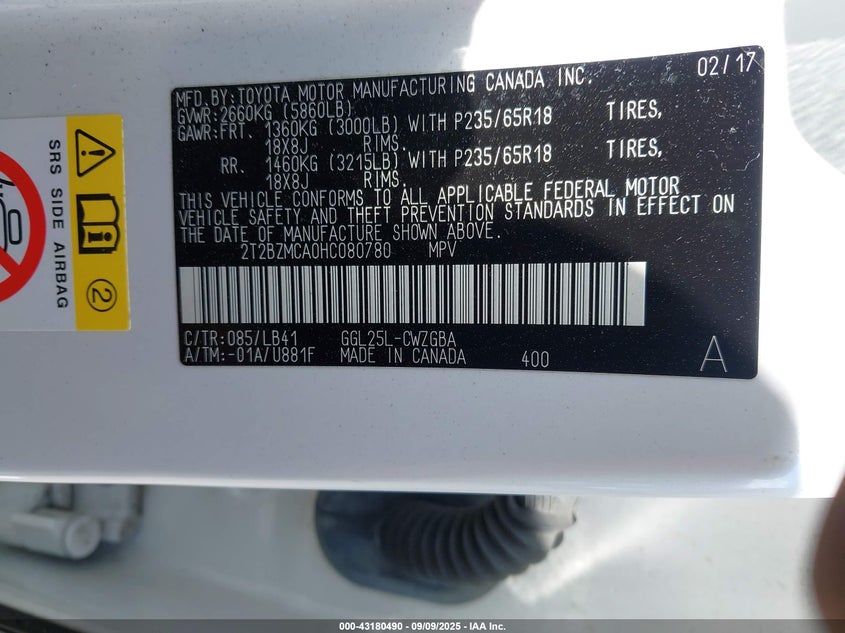 02/17
MFD.BY:TOYOTA MOTOR MANUFACTURING CANADA INC.
GVWR:2660KG (5860LB)
GAWR:FRT. 1360KG (3000LB) WITH P235/65R18 TIRES,
18X8J RIMS.
RR. 1460KG (3215LB) WITH P235/65R18 TIRES,
18X8J RIMS.
THIS VEHICLE CONFORMS TO ALL APPLICABLE FEDERAL MOTOR
VEHICLE SAFETY AND THEFT PREVENTION STANDARDS IN EFFECT ON
THE DATE OF MANUFACTURE SHOWN ABOVE.
2T2BZMCA0HC080780 MPV
C/TR:085/LB41 GGL25L-CWZGBA
A/TM:-01A/U881F MADE IN CANADA 400 A
SRS SIDE AIRBAG
2
000-43180490 - 09/09/2025 - IAA Inc.